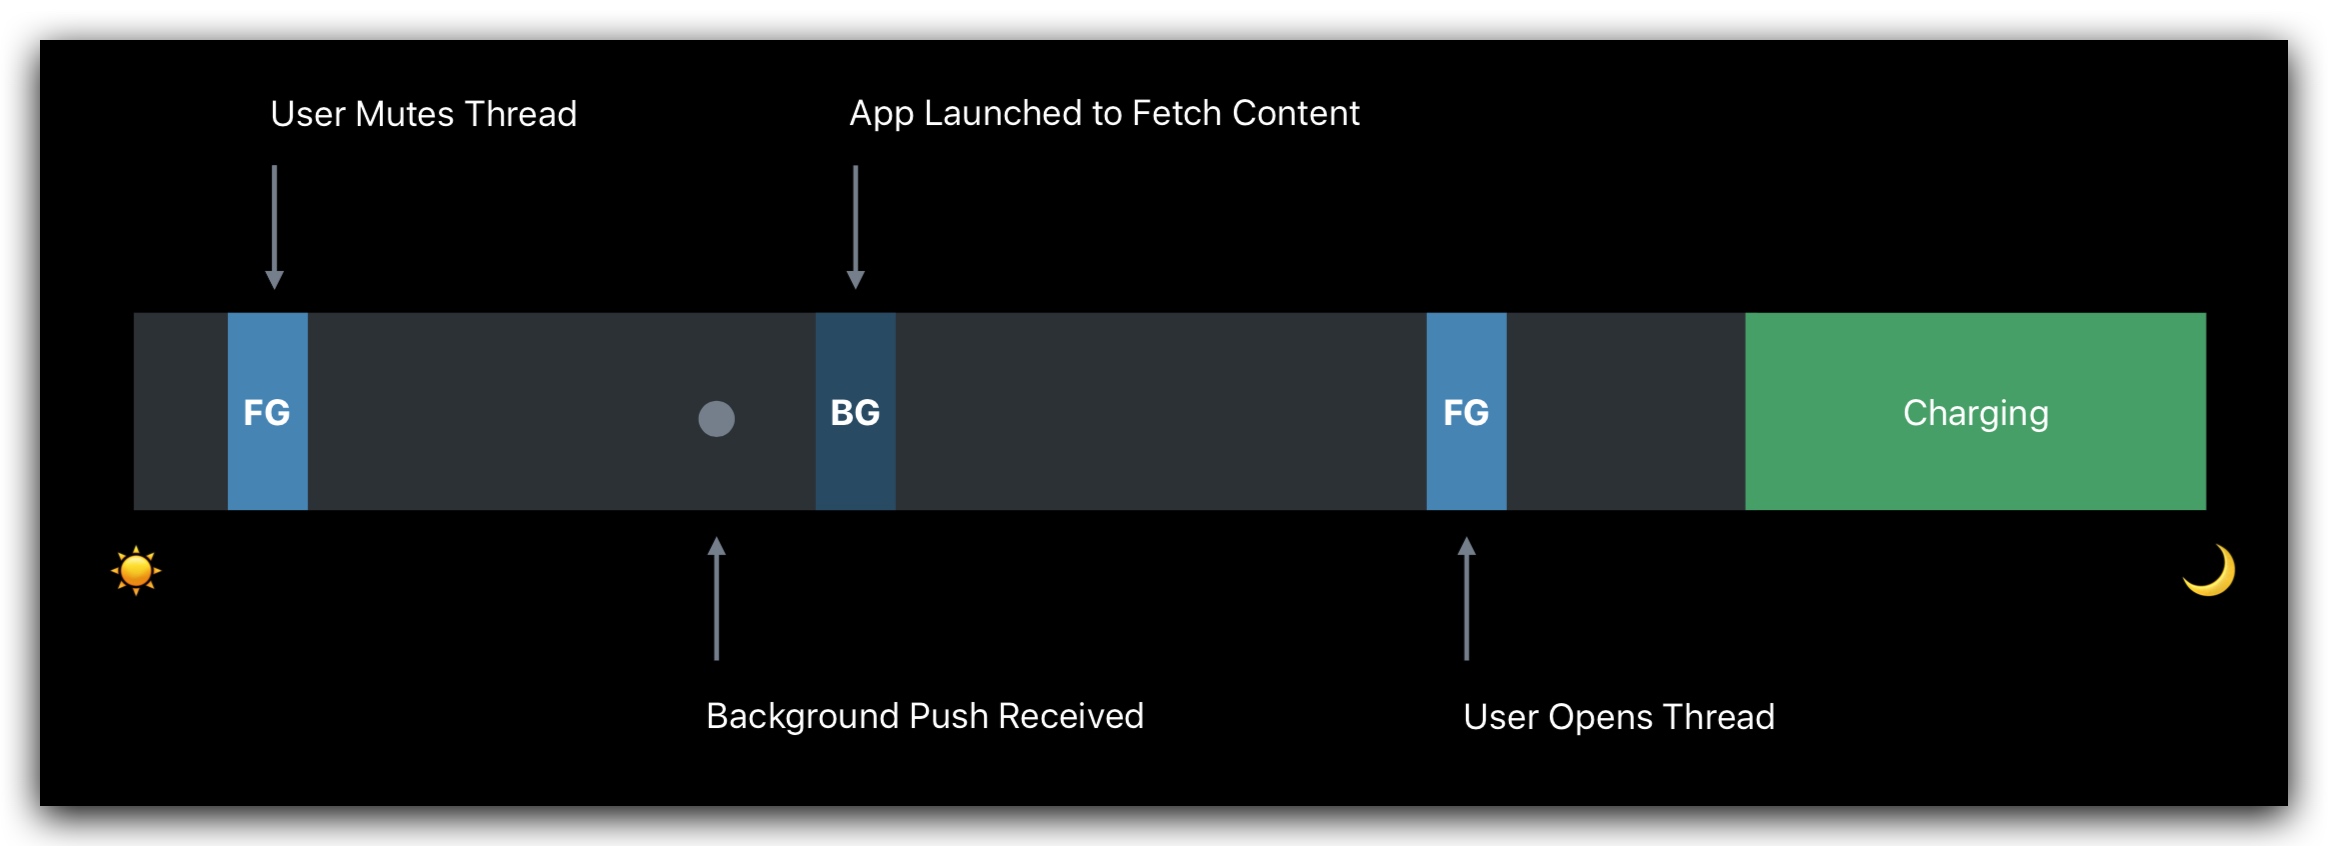 User Mutes Thread
App Launched to Fetch Content
FG
BG
FG
Charging
Background Push Received
User Opens Thread